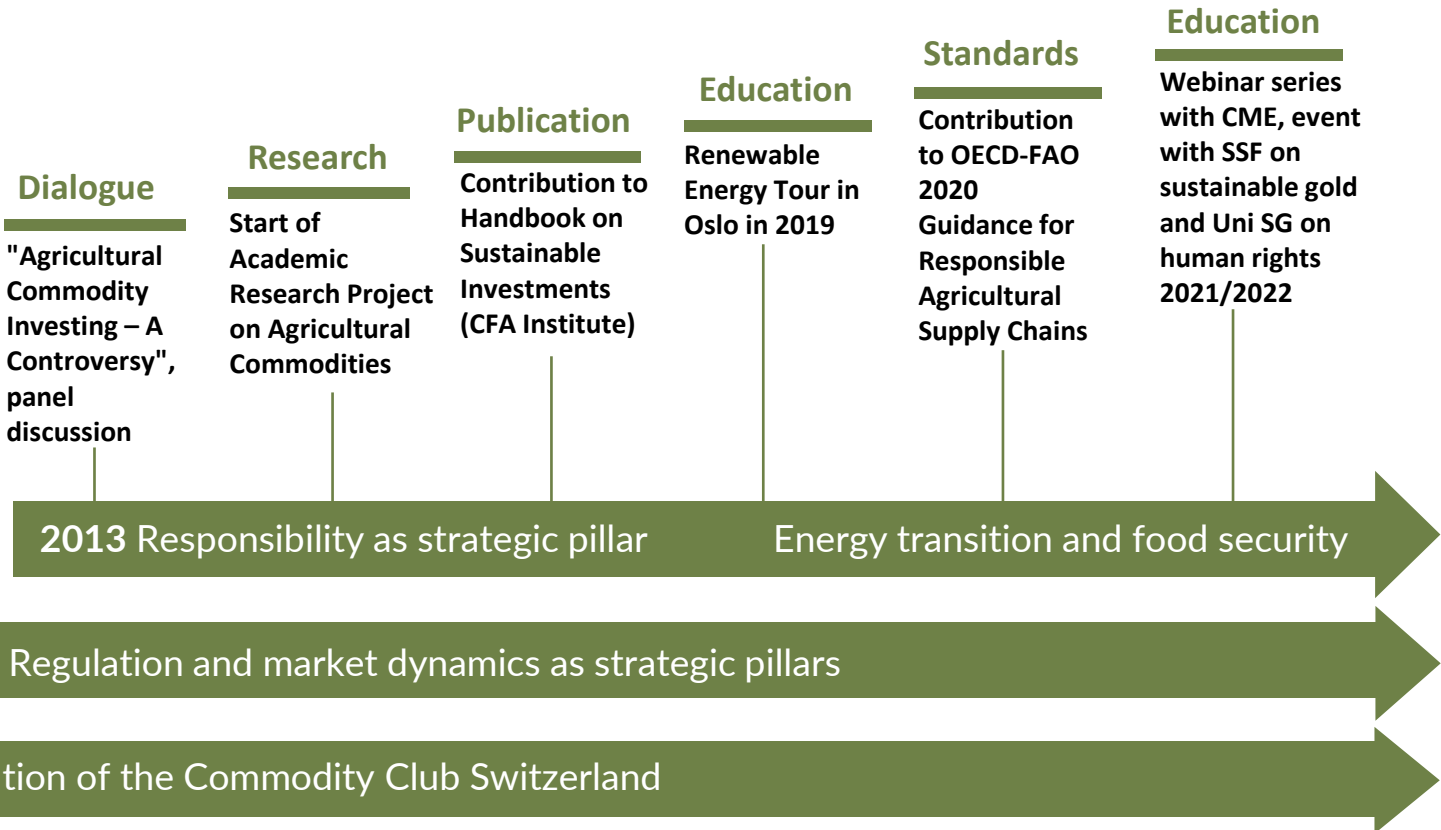 Dialogue
"Agricultural
Commodity
Investing – A
Controversy",
panel
discussion
Research
Start of
Academic
Research Project
on Agricultural
Commodities
Publication
Contribution to
Handbook on
Sustainable
Investments
(CFA Institute)
Education
Renewable
Energy Tour in
Oslo in 2019
Standards
Contribution
to OECD-FAO
2020
Guidance for
Responsible
Agricultural
Supply Chains
Education
Webinar series
with CME, event
with SSF on
sustainable gold
and Uni SG on
human rights
2021/2022
2013 Responsibility as strategic pillar Energy transition and food security
Regulation and market dynamics as strategic pillars
tion of the Commodity Club Switzerland